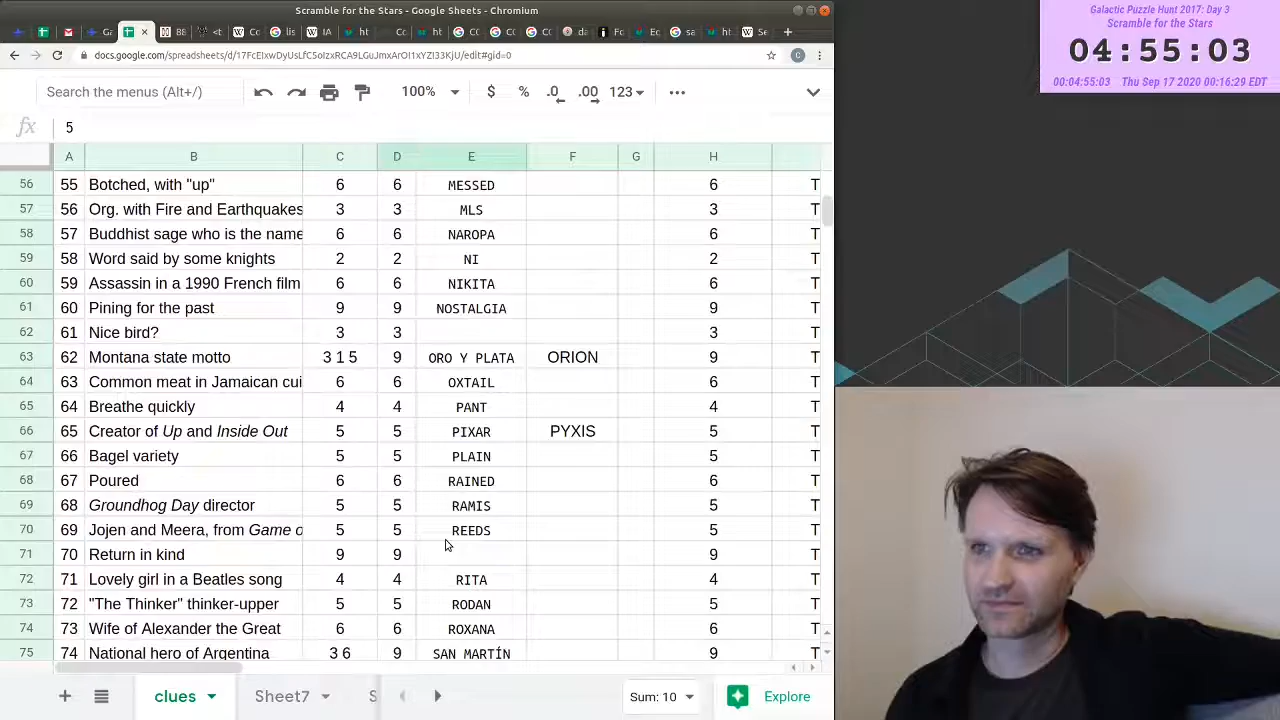 Scramble for the Stars - Google Sheets - Chromium
docs.google.com/spreadsheets/d/17FcEIxwDyUsLfC5oIzxRCA9LGuJmxArO!1xYZI33KjU/edit#gid=0
Search the menus (Alt+/) 100% $ % .0 .00 123
fx 5
A B C D E F G H
56 55 Botched, with "up" 6 6 MESSED 6 T
57 56 Org. with Fire and Earthquakes 3 3 MLS 3 T
58 57 Buddhist sage who is the name 6 6 NAROPA 6 T
59 58 Word said by some knights 2 2 NI 2 T
60 59 Assassin in a 1990 French film 6 6 NIKITA 6 T
61 60 Pining for the past 9 9 NOSTALGIA 9 T
62 61 Nice bird? 3 3 3 T
63 62 Montana state motto 3 1 5 9 ORO Y PLATA ORION 9 T
64 63 Common meat in Jamaican cui 6 6 OXTAIL 6 T
65 64 Breathe quickly 4 4 PANT 4 T
66 65 Creator of Up and Inside Out 5 5 PIXAR PYXIS 5 T
67 66 Bagel variety 5 5 PLAIN 5 T
68 67 Poured 6 6 RAINED 6 T
69 68 Groundhog Day director 5 5 RAMIS 5 T
70 69 Jojen and Meera, from Game o 5 5 REEDS 5 T
71 70 Return in kind 9 9 9 T
72 71 Lovely girl in a Beatles song 4 4 RITA 4 T
73 72 "The Thinker" thinker-upper 5 5 RODAN 5 T
74 73 Wife of Alexander the Great 6 6 ROXANA 6 T
75 74 National hero of Argentina 3 6 9 SAN MARTÍN 9 T
clues Sheet7 S Sum: 10 Explore
Galactic Puzzle Hunt 2017: Day 3
Scramble for the Stars
04:55:03
00:04:55:03 Thu Sep 17 2020 00:16:29 EDT